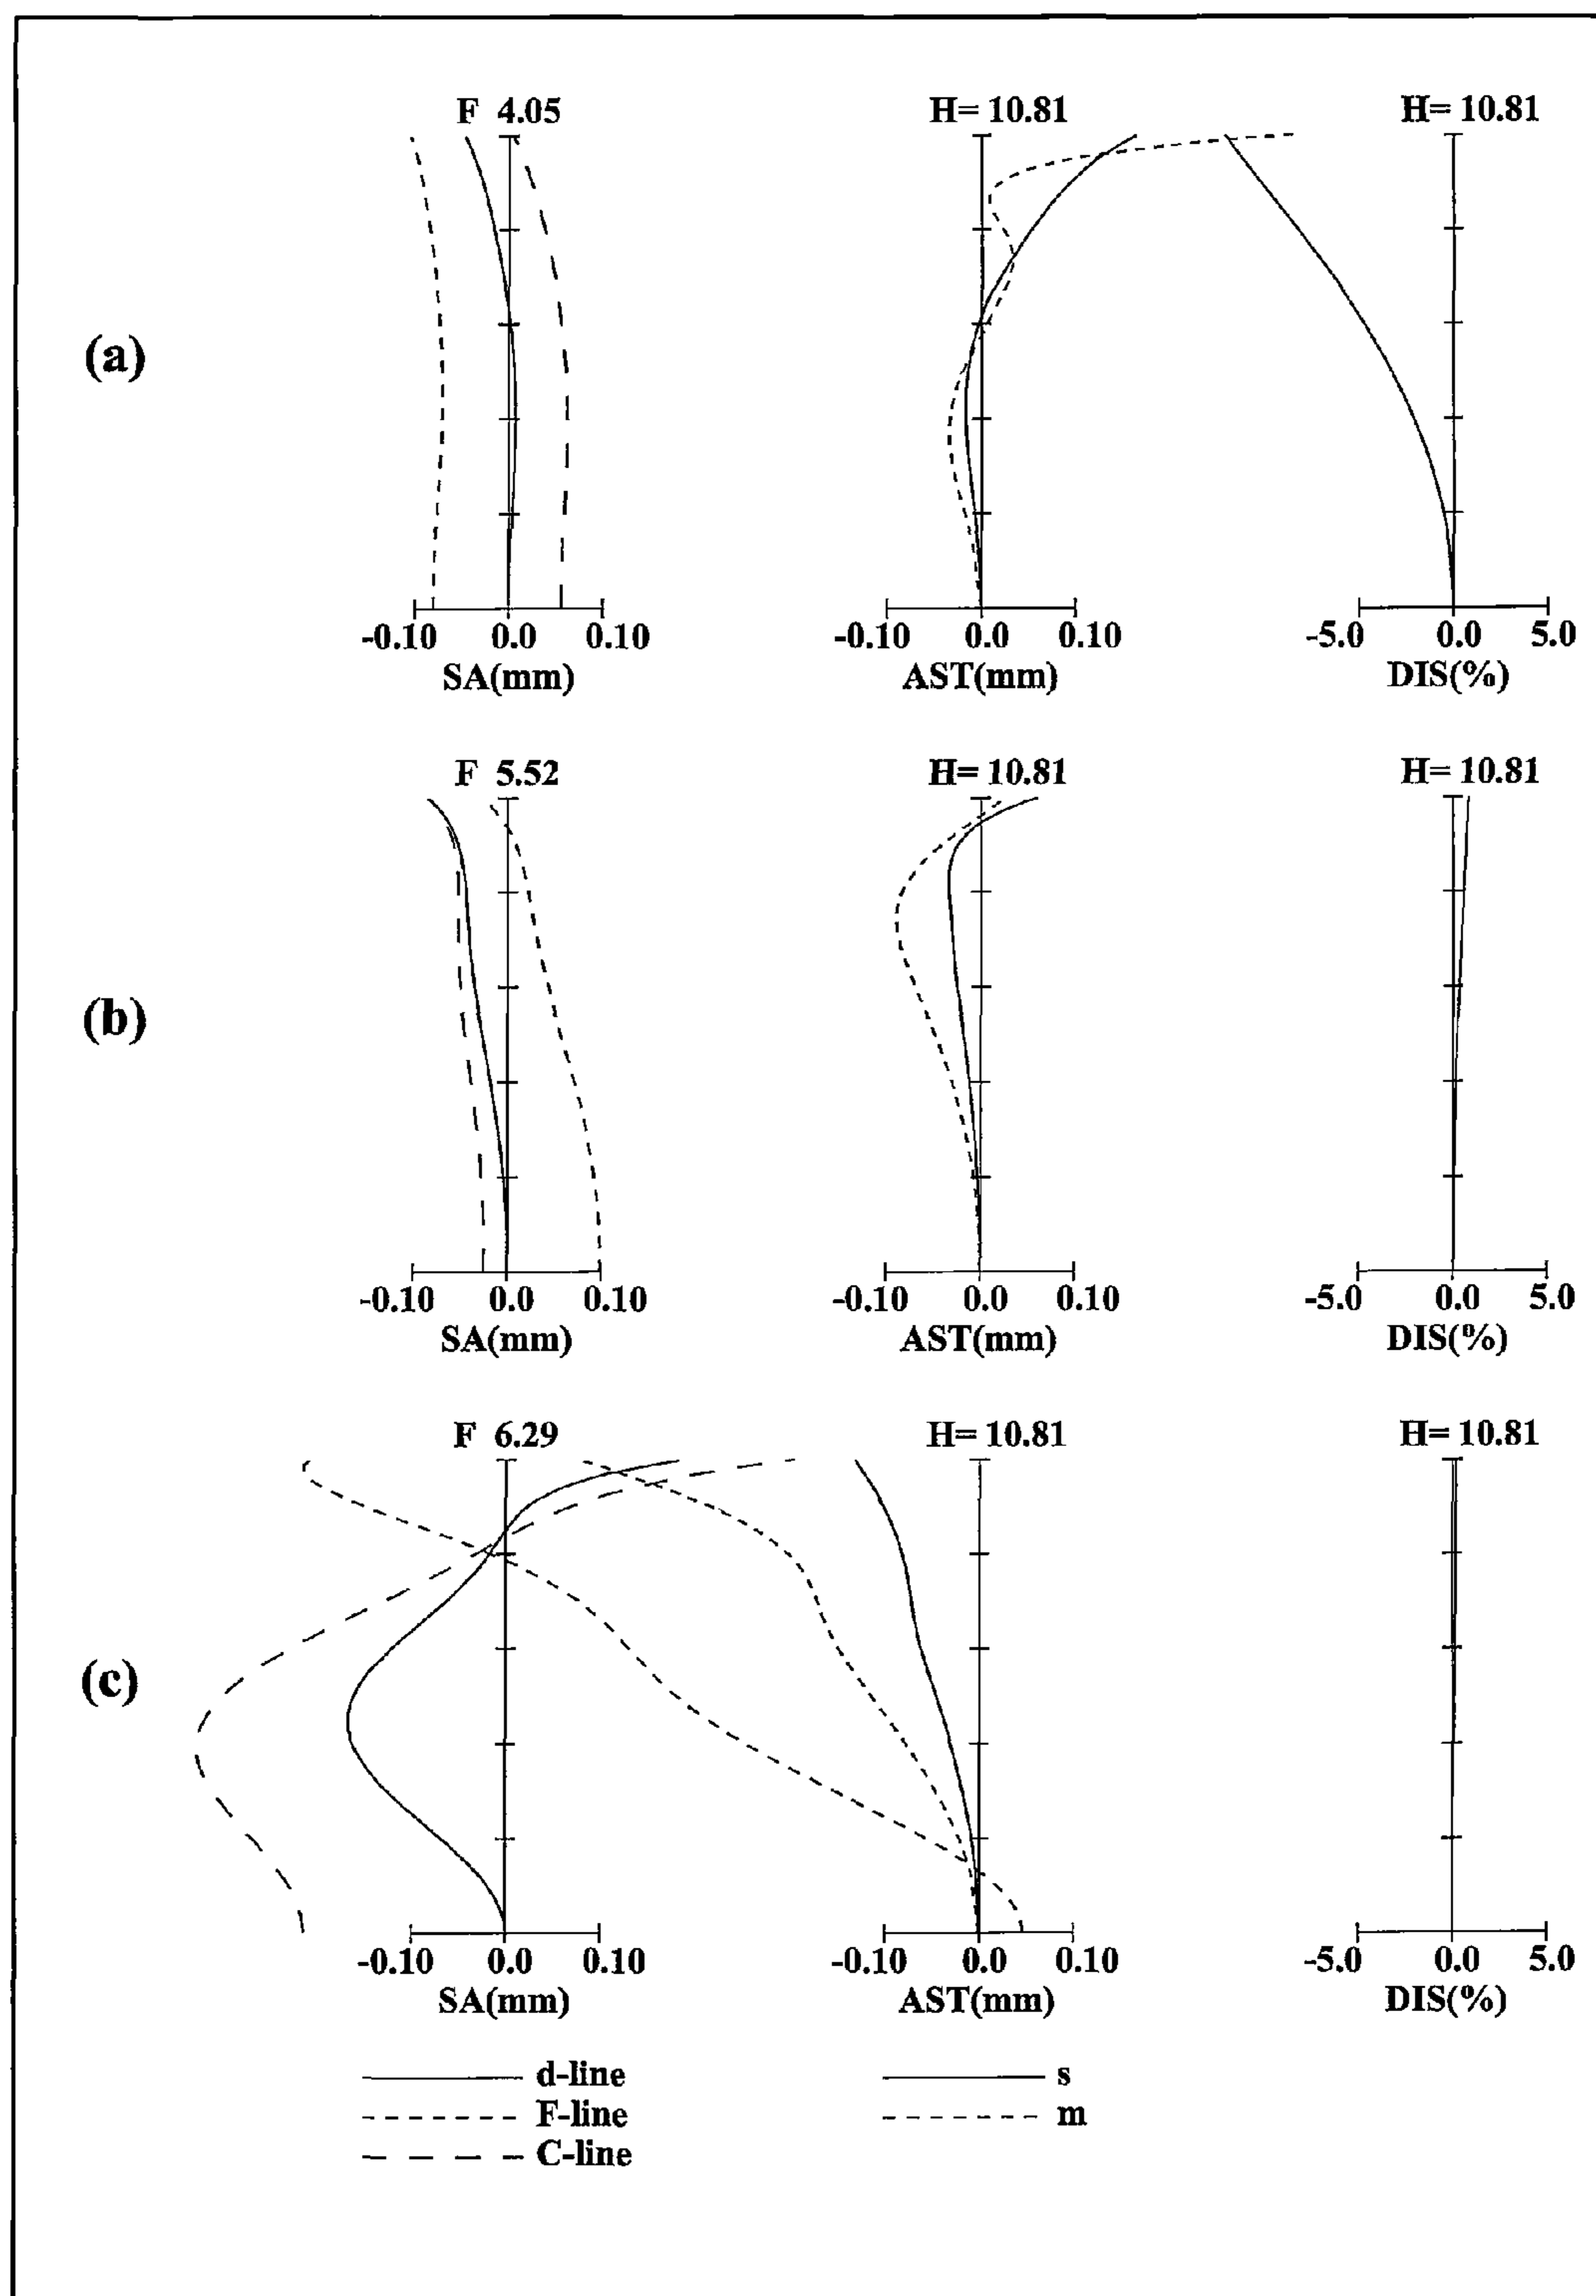 F 4.05 H= 10.81 H= 10.81
(a)
-0.10 0.0 0.10 -0.10 0.0 0.10 -5.0 0.0 5.0
SA(mm) AST(mm) DIS(%)
F 5.52 H= 10.81 H= 10.81
(b)
-0.10 0.0 0.10 -0.10 0.0 0.10 -5.0 0.0 5.0
SA(mm) AST(mm) DIS(%)
F 6.29 H= 10.81 H= 10.81
(c)
-0.10 0.0 0.10 -0.10 0.0 0.10 -5.0 0.0 5.0
SA(mm) AST(mm) DIS(%)
d-line s
F-line m
C-line